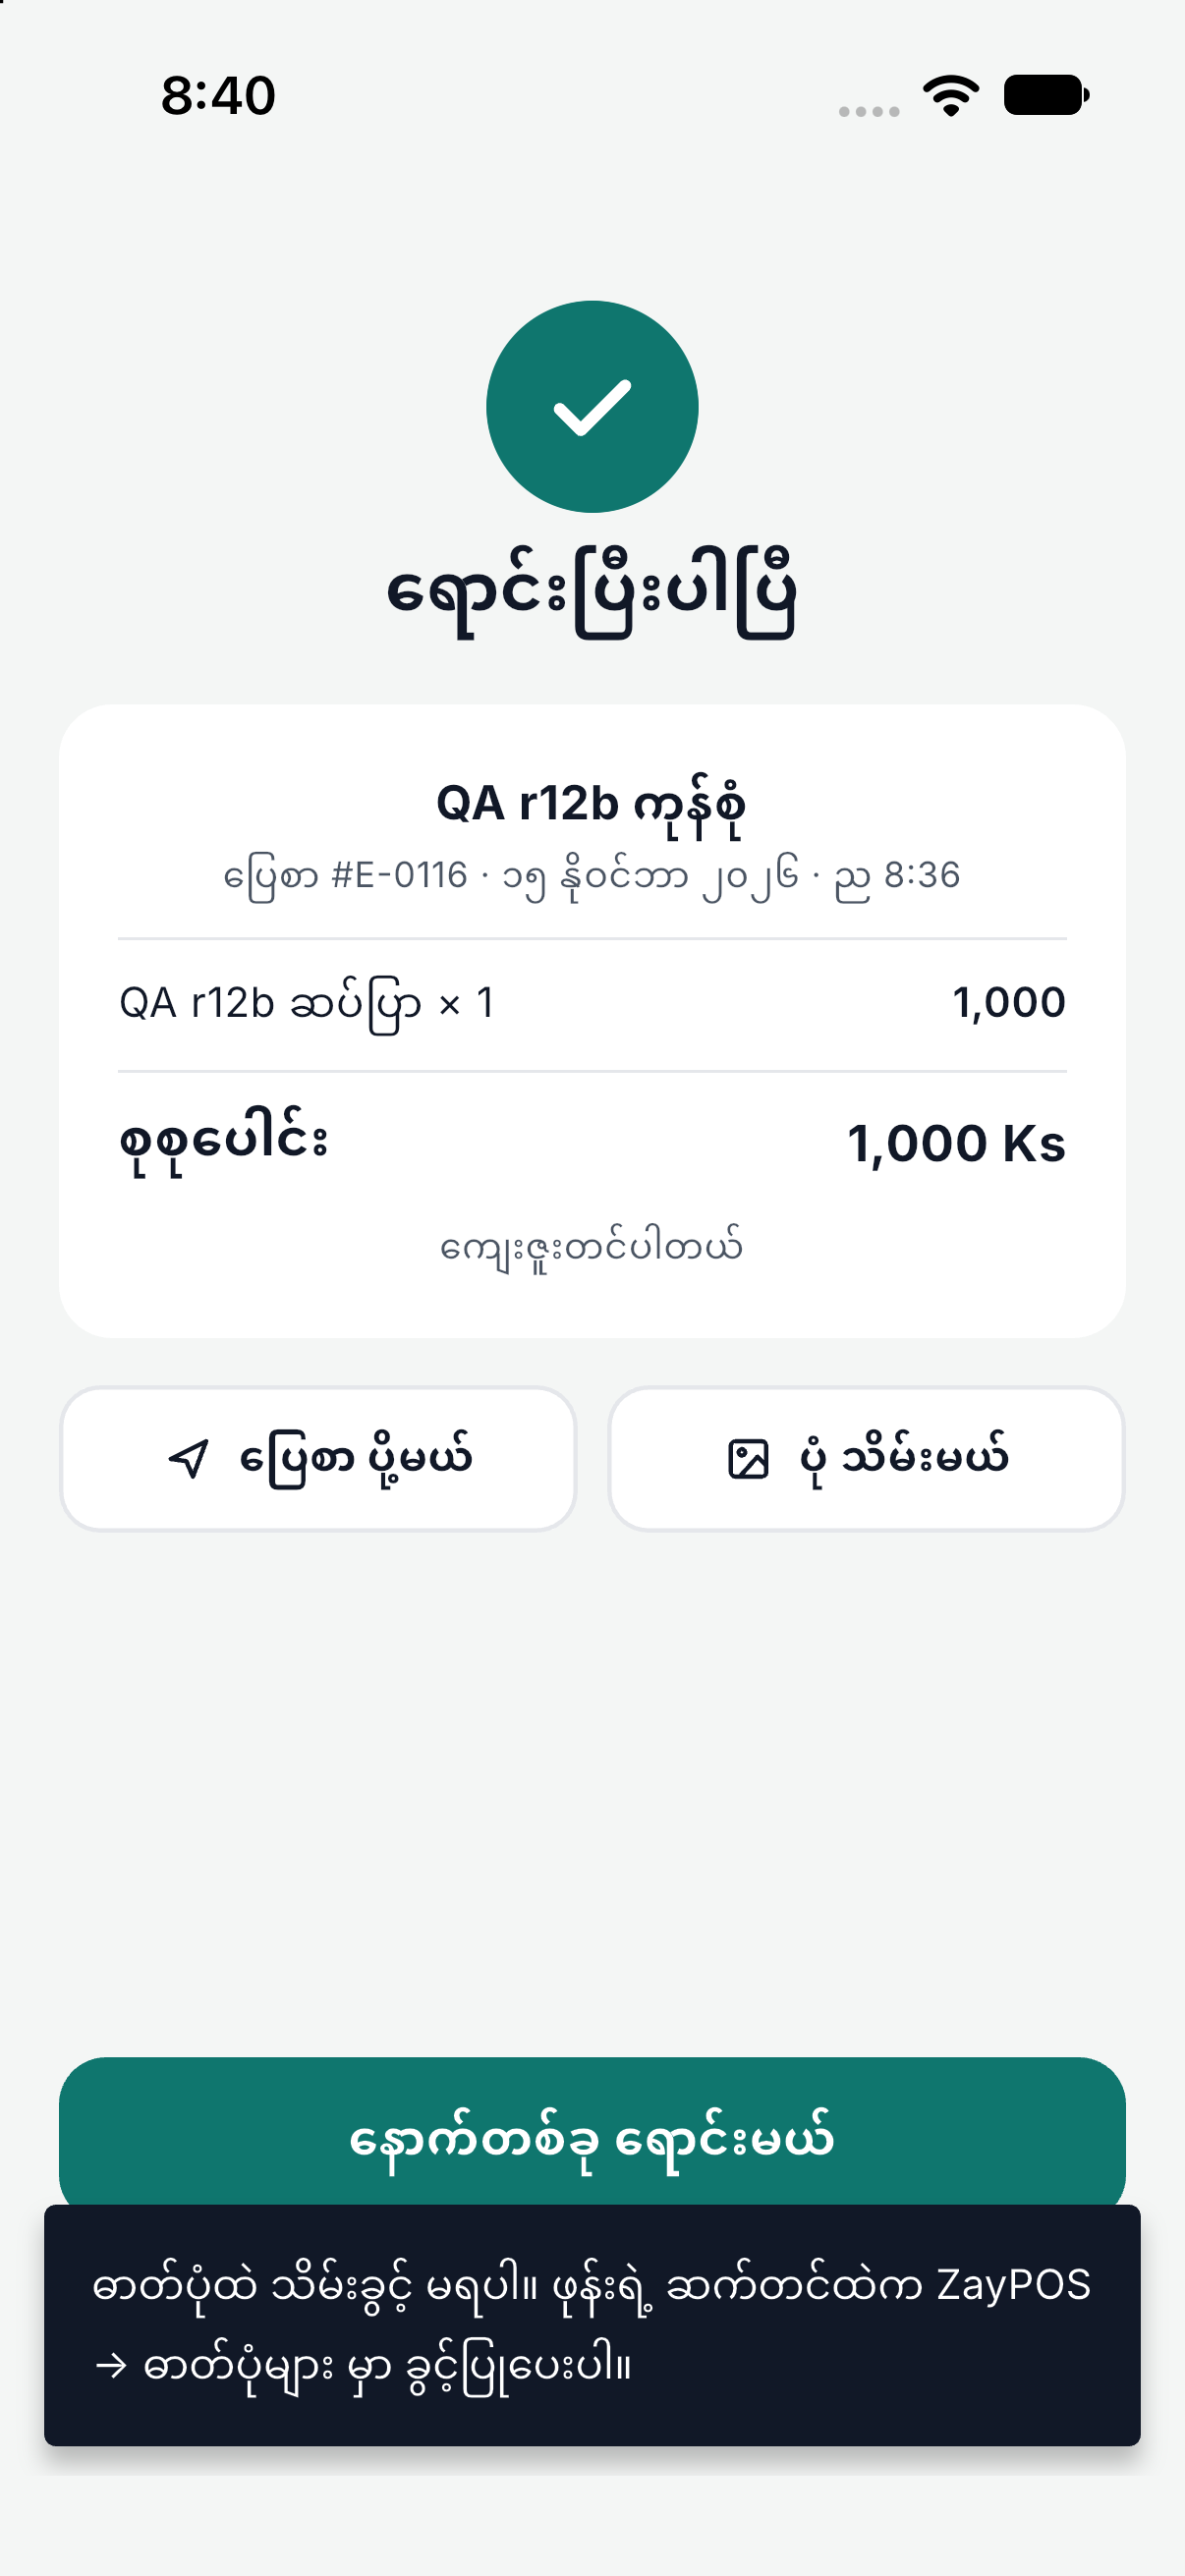 8:40
ရောင်းပြီးပါပြီ
QA r12b ကုန်စုံ
ပြေစာ #E-0116 · ၁၅ နိုဝင်ဘာ ၂၀၂၆ · ည 8:36
QA r12b ဆပ်ပြာ × 1 1,000
စုစုပေါင်း 1,000 Ks
ကျေးဇူးတင်ပါတယ်
ပြေစာ ပို့မယ် ပုံ သိမ်းမယ်
နောက်တစ်ခု ရောင်းမယ်
ဓာတ်ပုံထဲ သိမ်းခွင့် မရပါ။ ဖုန်းရဲ့ ဆက်တင်ထဲက ZayPOS
→ ဓာတ်ပုံများ မှာ ခွင့်ပြုပေးပါ။